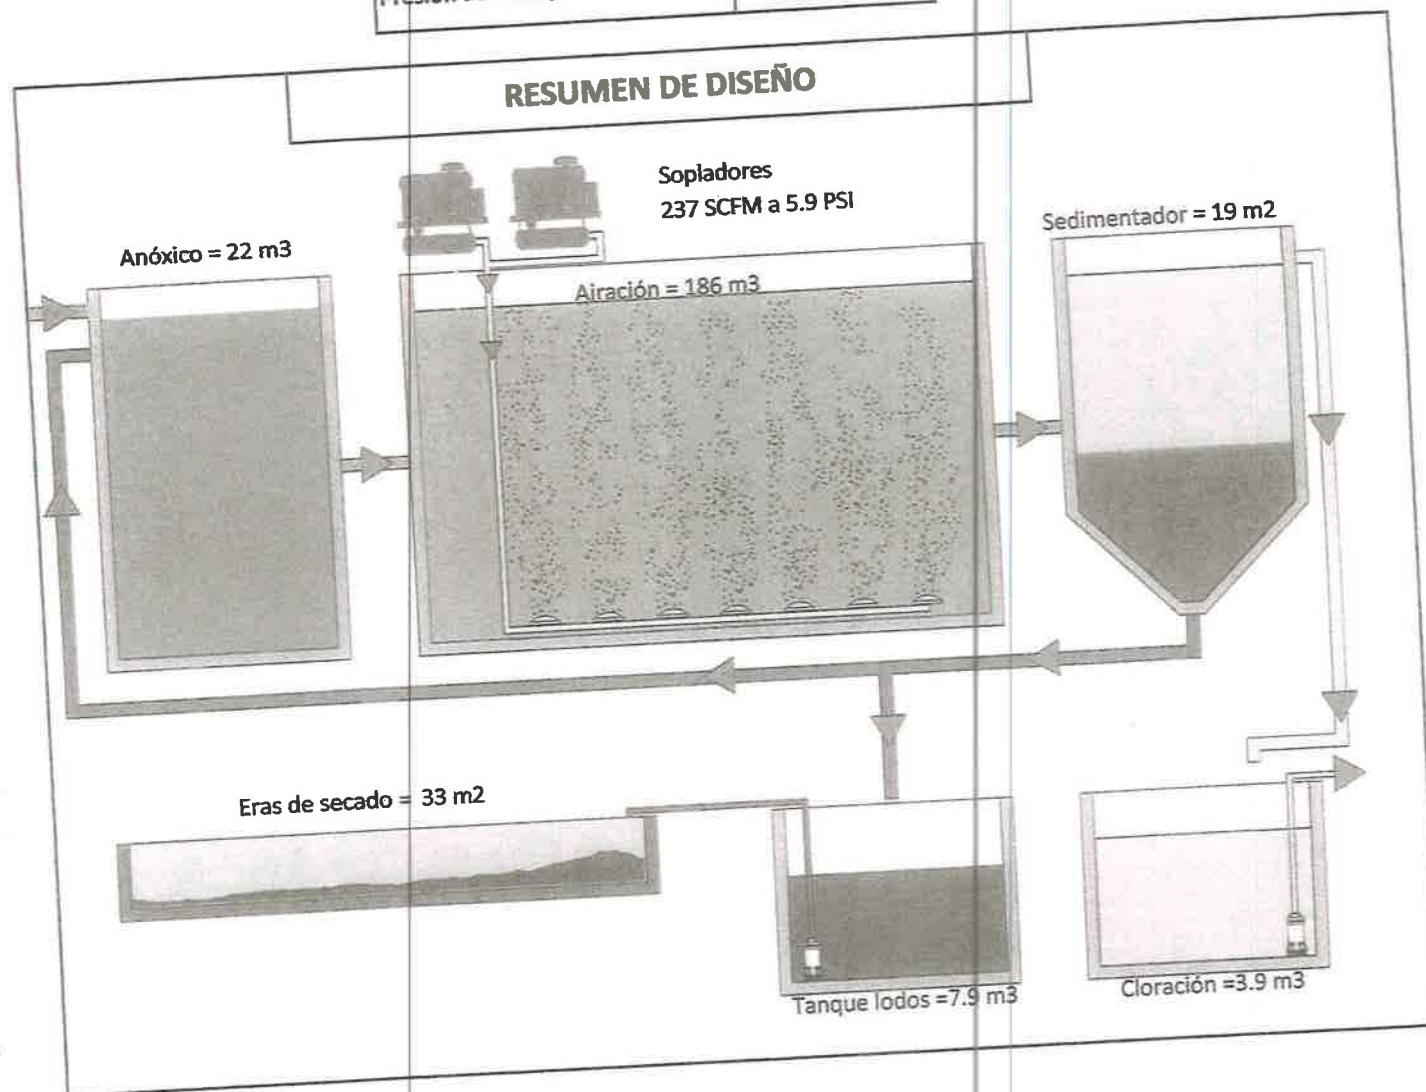 RESUMEN DE DISEÑO
Sopladores
237 SCFM a 5.9 PSI
Sedimentador = 19 m2
Anóxico = 22 m3
Airación = 186 m3
Eras de secado = 33 m2
Tanque lodos =7.9 m3
Cloración =3.9 m3